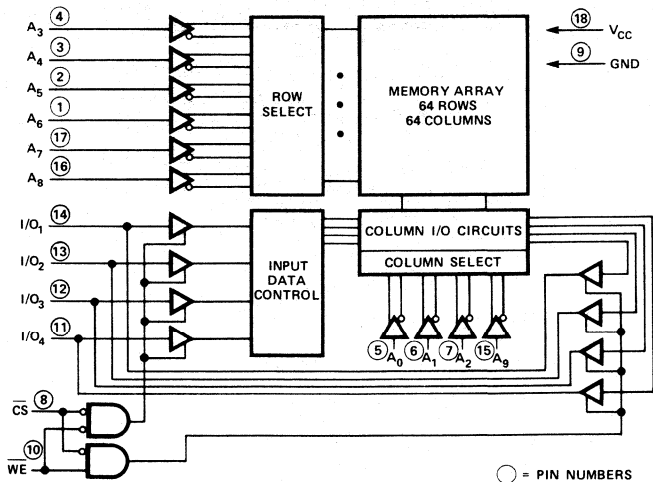 A3 4
A4 3
A5 2
A6 1
A7 17
A8 16
ROW
SELECT
MEMORY ARRAY
64 ROWS
64 COLUMNS
18 VCC
9 GND
I/O1 14
I/O2 13
I/O3 12
I/O4 11
INPUT
DATA
CONTROL
COLUMN I/O CIRCUITS
COLUMN SELECT
5 A0 6 A1 7 A2 15 A9
C̅S̅ 8
W̅E̅ 10
= PIN NUMBERS